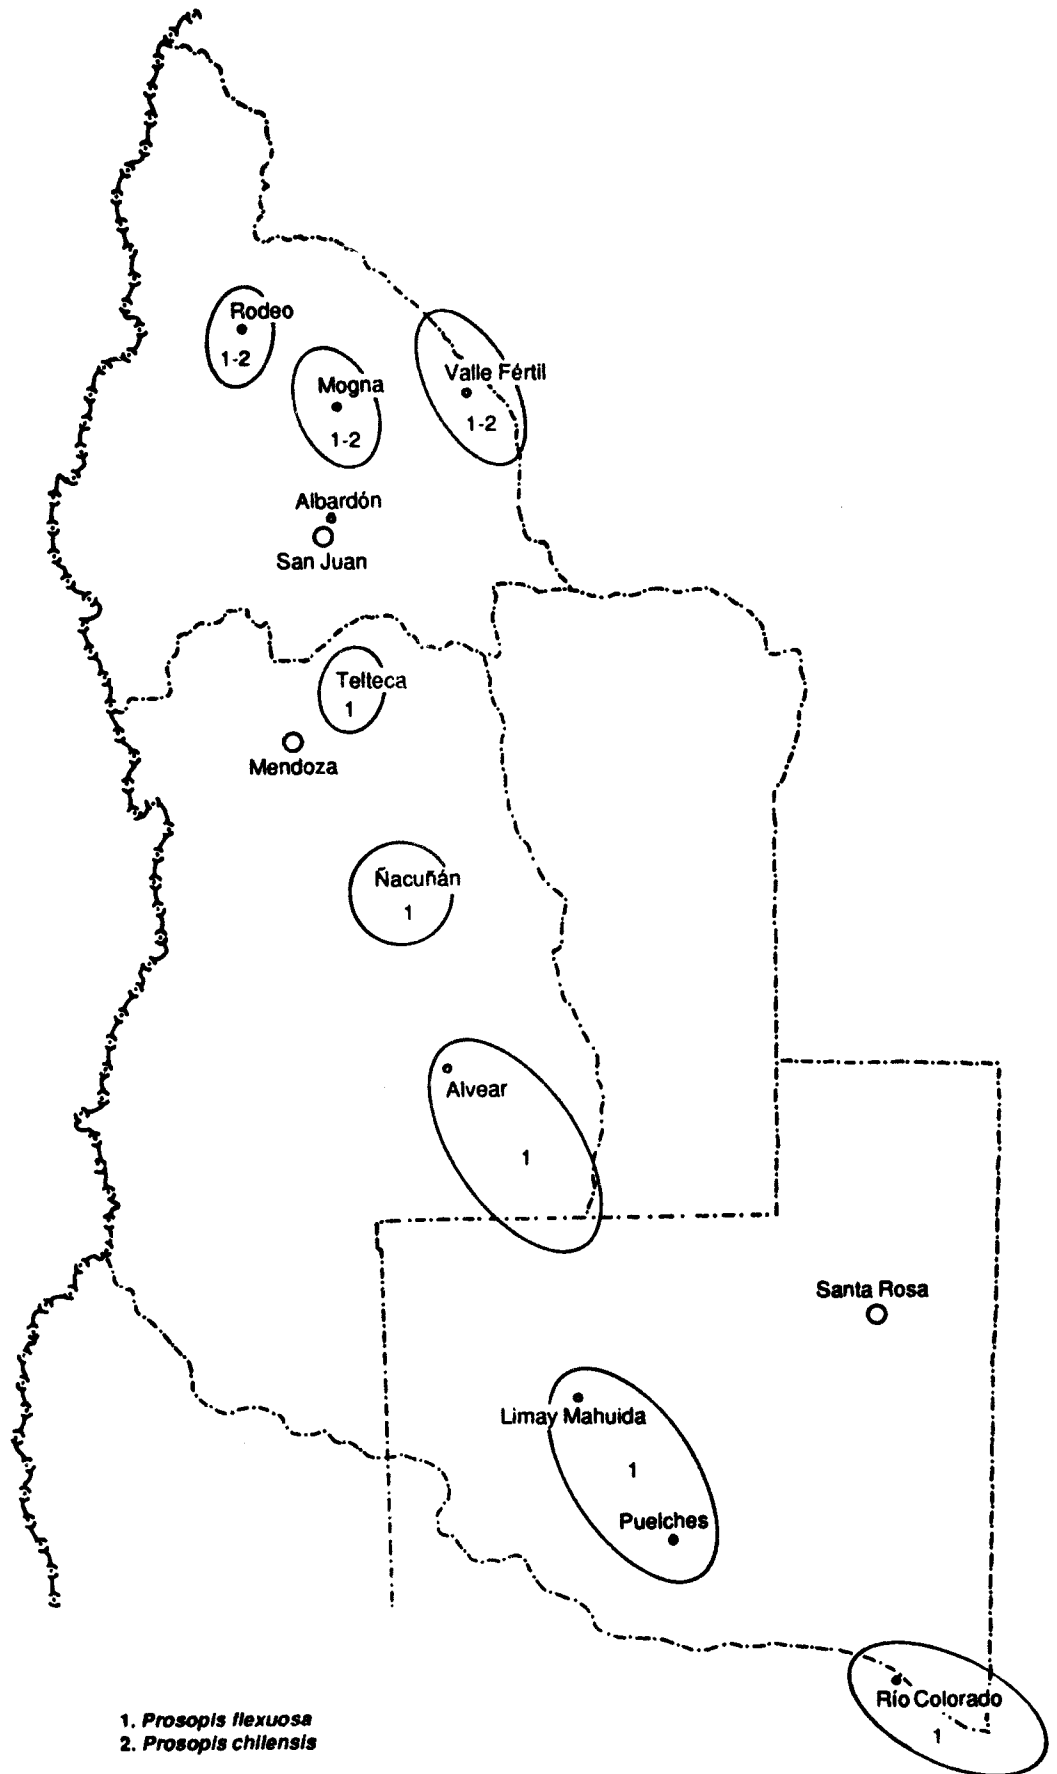 Rodeo
1-2
Mogna
1-2
Valle Fértil
1-2
Albardón
San Juan
Telteca
1
Mendoza
Ñacuñán
1
Alvear
1
Santa Rosa
Limay Mahuida
1
Puelches
Río Colorado
1
1. Prosopis flexuosa
2. Prosopis chilensis